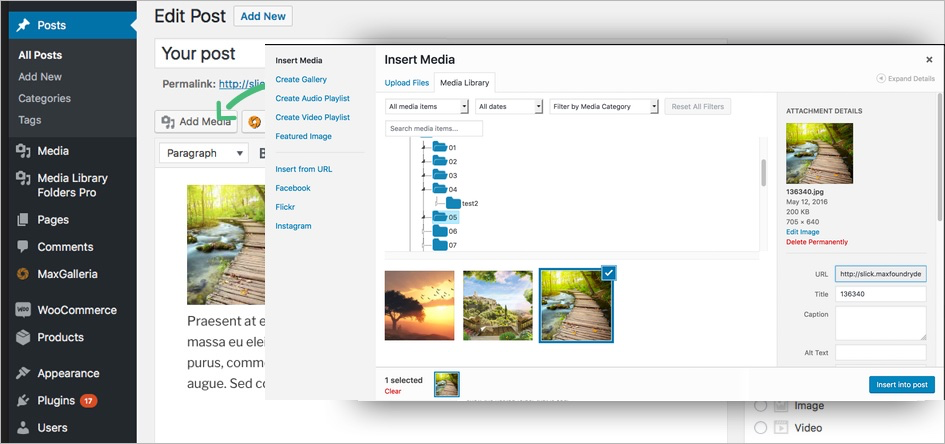 Posts
All Posts
Add New
Categories
Tags
Media
Media Library
Folders Pro
Pages
Comments
MaxGalleria
WOO
WooCommerce
Products
Appearance
Plugins 17
Users
Edit Post
Add New
Your post
Permalink: http://slic
Add Media
Paragraph
B
Praesent at e
massa eu elem
purus, comm
augue. Sed co
Insert Media
Create Gallery
Create Audio Playlist
Create Video Playlist
Featured Image
Insert from URL
Facebook
Flickr
Instagram
Insert Media
Upload Files Media Library
Expand Details
All media items All dates Filter by Media Category Reset All Filters
Search media items...
01
02
03
04
test2
05
06
07
ATTACHMENT DETAILS
136340.jpg
May 12, 2016
200 KB
705 × 640
Edit Image
Delete Permanently
URL http://slick.maxfoundryde
Title 136340
Caption
Alt Text
1 selected
Clear
Insert into post
Image
Video